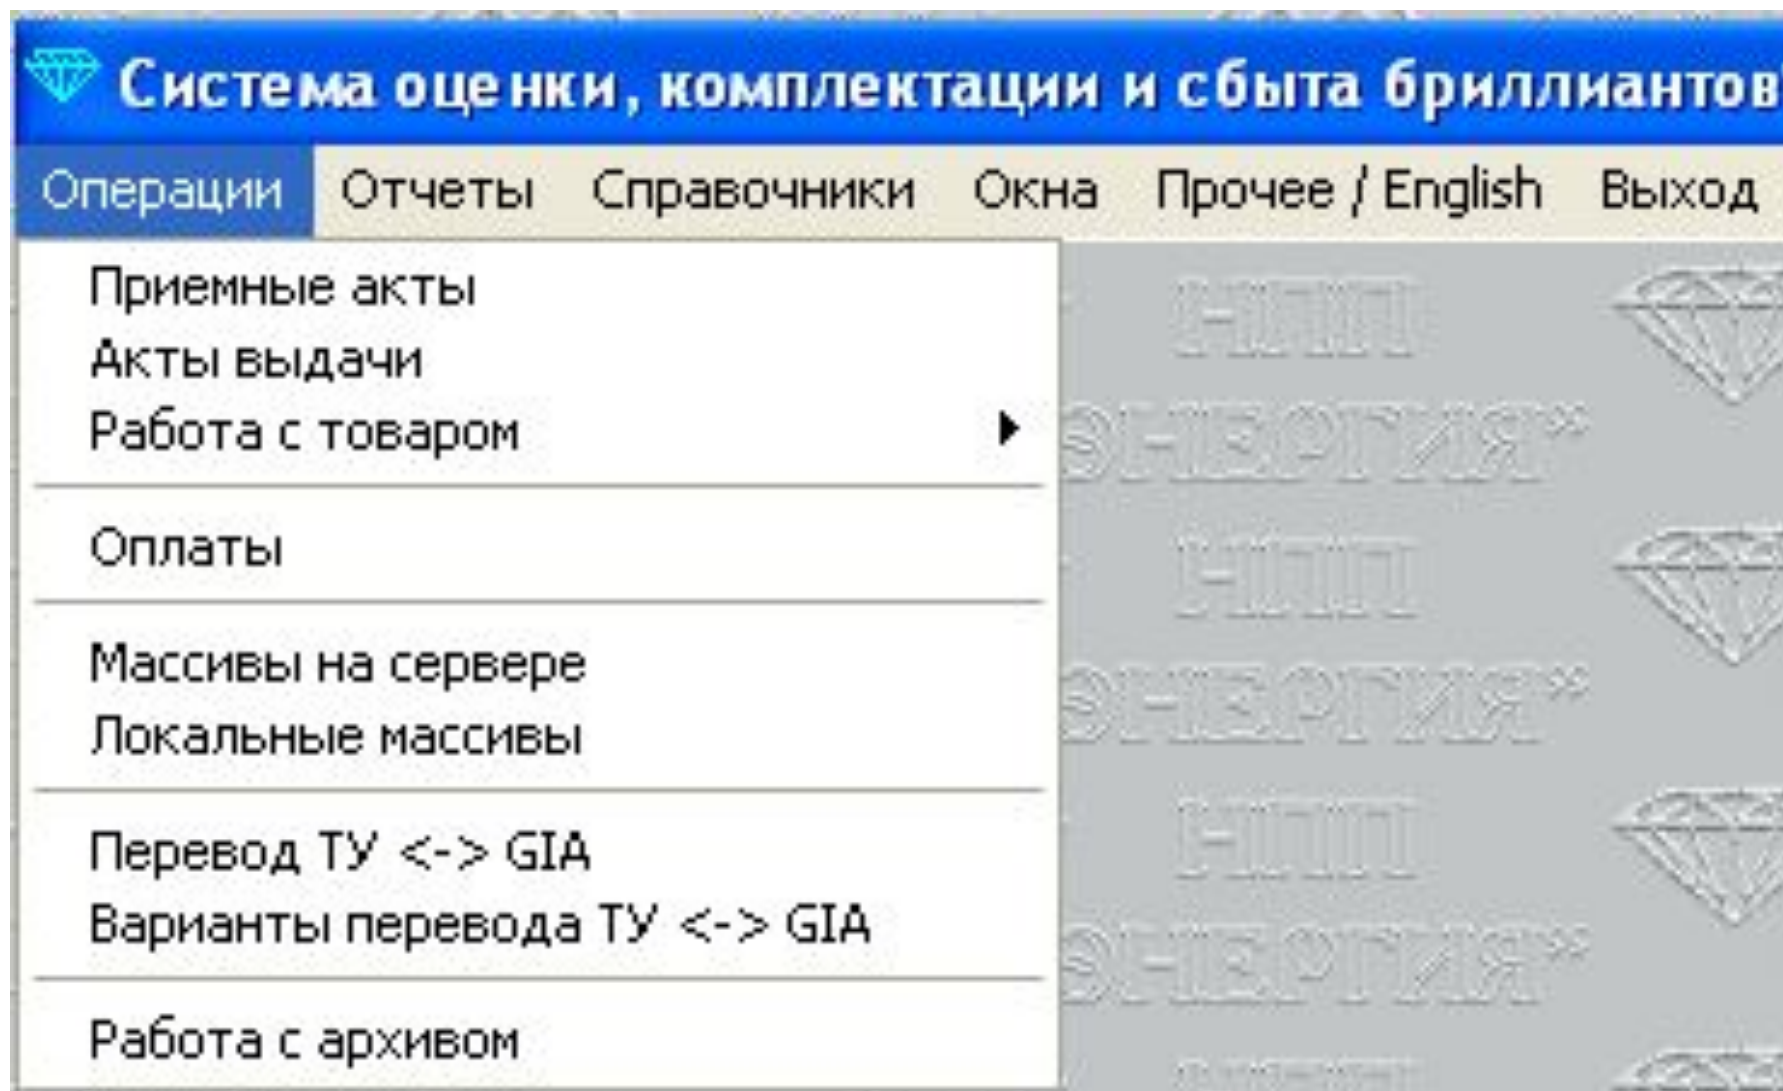 Система оценки, комплектации и сбыта бриллиантов
Операции Отчеты Справочники Окна Прочее / English Выход
Приемные акты
Акты выдачи
Работа с товаром
Оплаты
Массивы на сервере
Локальные массивы
Перевод ТУ <-> GIA
Варианты перевода ТУ <-> GIA
Работа с архивом
НПП
ЭНЕРГИЯ"
НПП
ЭНЕРГИЯ"
НПП
ЭНЕРГИЯ"